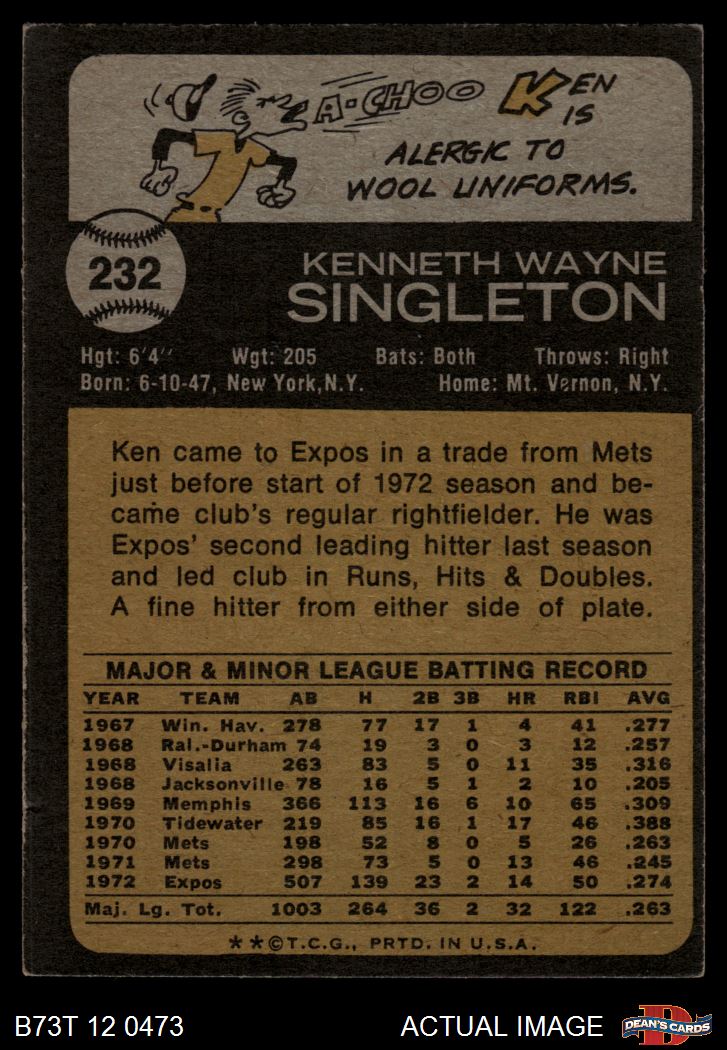 A-CHOO
KEN
IS
ALERGIC TO
WOOL UNIFORMS.
232
KENNETH WAYNE
SINGLETON
Hgt: 6'4'' Wgt: 205 Bats: Both Throws: Right
Born: 6-10-47, New York, N.Y. Home: Mt. Vernon, N.Y.
Ken came to Expos in a trade from Mets
just before start of 1972 season and be-
came club's regular rightfielder. He was
Expos' second leading hitter last season
and led club in Runs, Hits & Doubles.
A fine hitter from either side of plate.
MAJOR & MINOR LEAGUE BATTING RECORD
YEAR TEAM AB H 2B 3B HR RBI AVG
1967 Win. Hav. 278 77 17 1 4 41 .277
1968 Ral.-Durham 74 19 3 0 3 12 .257
1968 Visalia 263 83 5 0 11 35 .316
1968 Jacksonville 78 16 5 1 2 10 .205
1969 Memphis 366 113 16 6 10 65 .309
1970 Tidewater 219 85 16 1 17 46 .388
1970 Mets 198 52 8 0 5 26 .263
1971 Mets 298 73 5 0 13 46 .245
1972 Expos 507 139 23 2 14 50 .274
Maj. Lg. Tot. 1003 264 36 2 32 122 .263
**©T.C.G., PRTD. IN U.S.A.
B73T 12 0473 ACTUAL IMAGE D DEAN'S CARDS